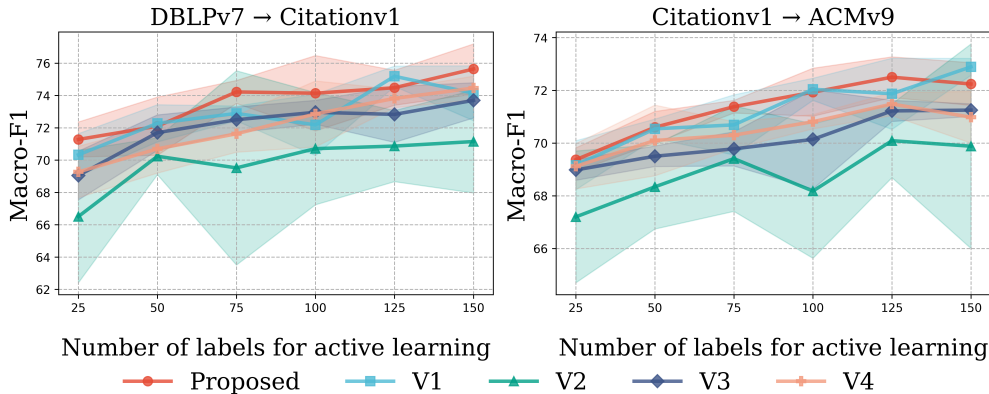 DBLPv7 → Citationv1
Macro-F1
76
74
72
70
68
66
64
62
25 50 75 100 125 150
Number of labels for active learning
Citationv1 → ACMv9
Macro-F1
74
72
70
68
66
25 50 75 100 125 150
Number of labels for active learning
Proposed V1 V2 V3 V4